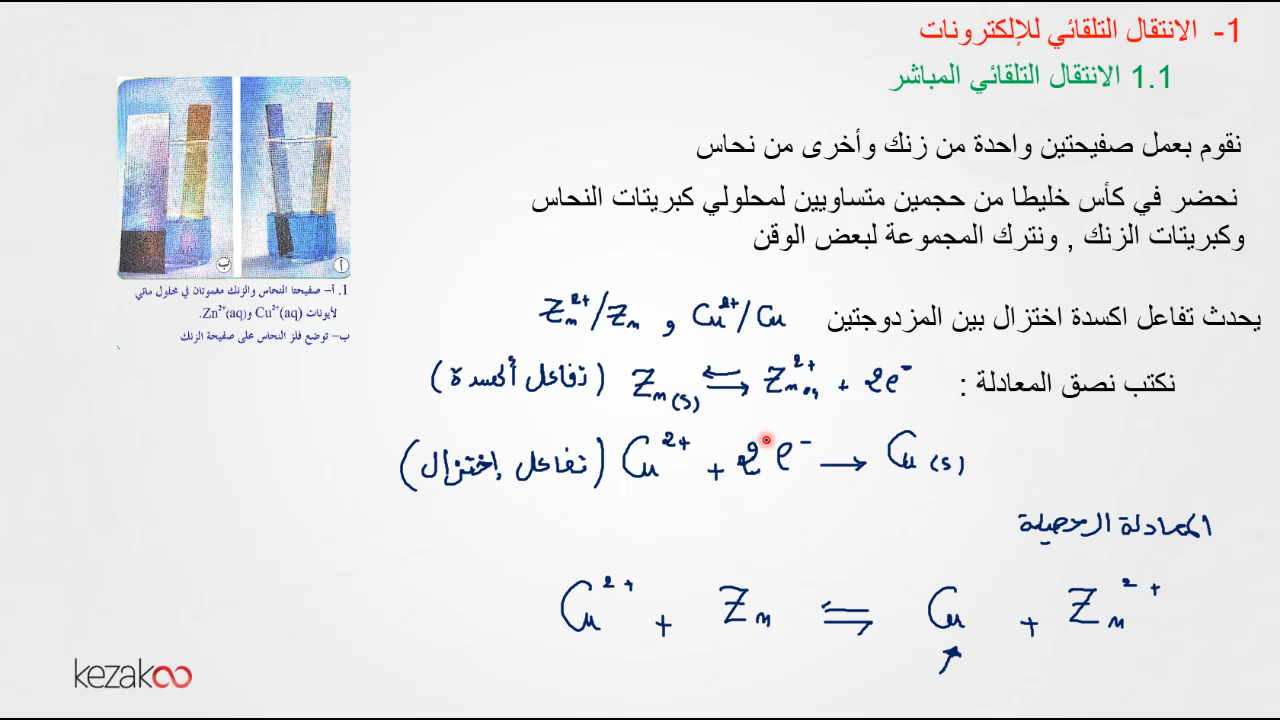 1- الانتقال التلقائي للإلكترونات
1.1 الانتقال التلقائي المباشر
نقوم بعمل صفيحتين واحدة من زنك وأخرى من نحاس
نحضر في كأس خليطا من حجمين متساويين لمحلولي كبريتات النحاس
وكبريتات الزنك , ونترك المجموعة لبعض الوقن
أ
ب
1. أ- صفيحتا النحاس والزنك مغموتان في محلول مائي
لأيونات Cu²⁺(aq) وZn²⁺(aq).
ب- توضع فلز النحاس على صفيحة الزنك
يحدث تفاعل اكسدة اختزال بين المزدوجتين Cu²⁺/Cu و Zn²⁺/Zn
نكتب نصق المعادلة :
Zn(s) ⇌ Zn²⁺aq + 2e⁻ (تفاعل أكسدة)
Cu²⁺ + 2e⁻ → Cu(s) (تفاعل إختزال)
المعادلة الحصيلة
Cu²⁺ + Zn ⇌ Cu + Zn²⁺
kezakoo